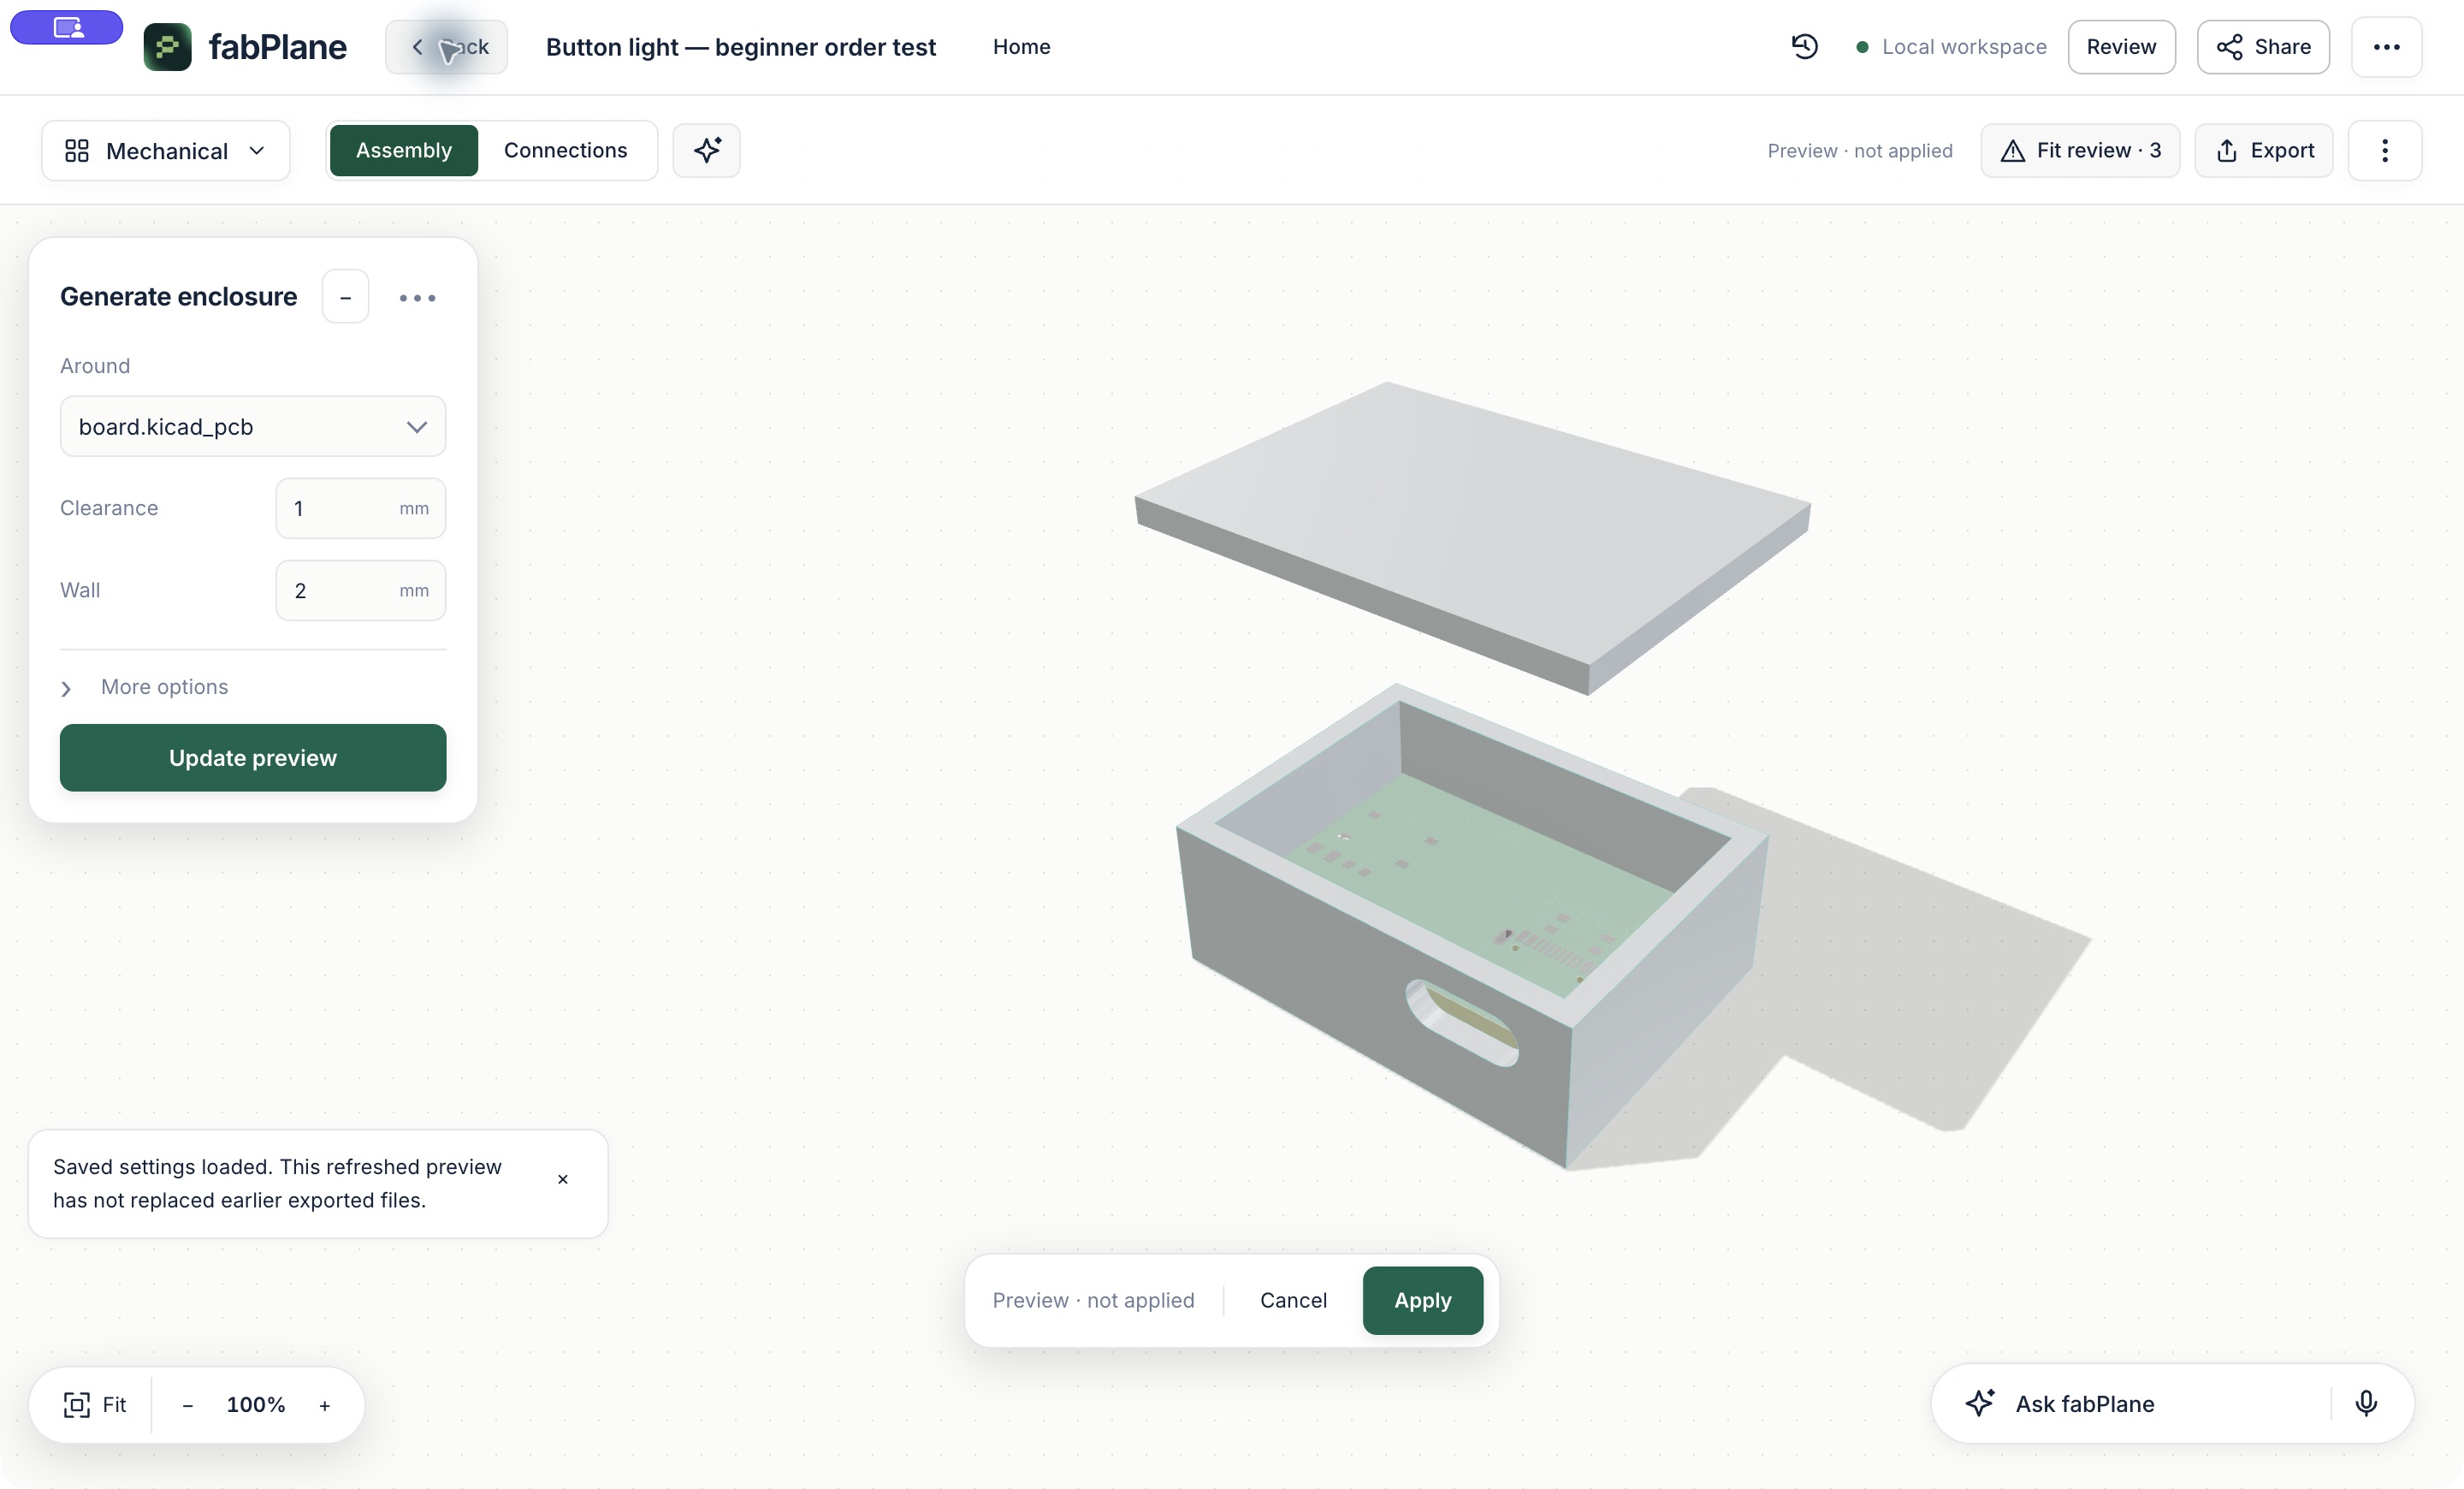 fabPlane
Back
Button light — beginner order test
Home
Local workspace
Review
Share
Mechanical
Assembly
Connections
Preview · not applied
Fit review · 3
Export
Generate enclosure
Around
board.kicad_pcb
Clearance
1 mm
Wall
2 mm
More options
Update preview
Saved settings loaded. This refreshed preview
has not replaced earlier exported files.
Preview · not applied
Cancel
Apply
Fit
− 100% +
Ask fabPlane